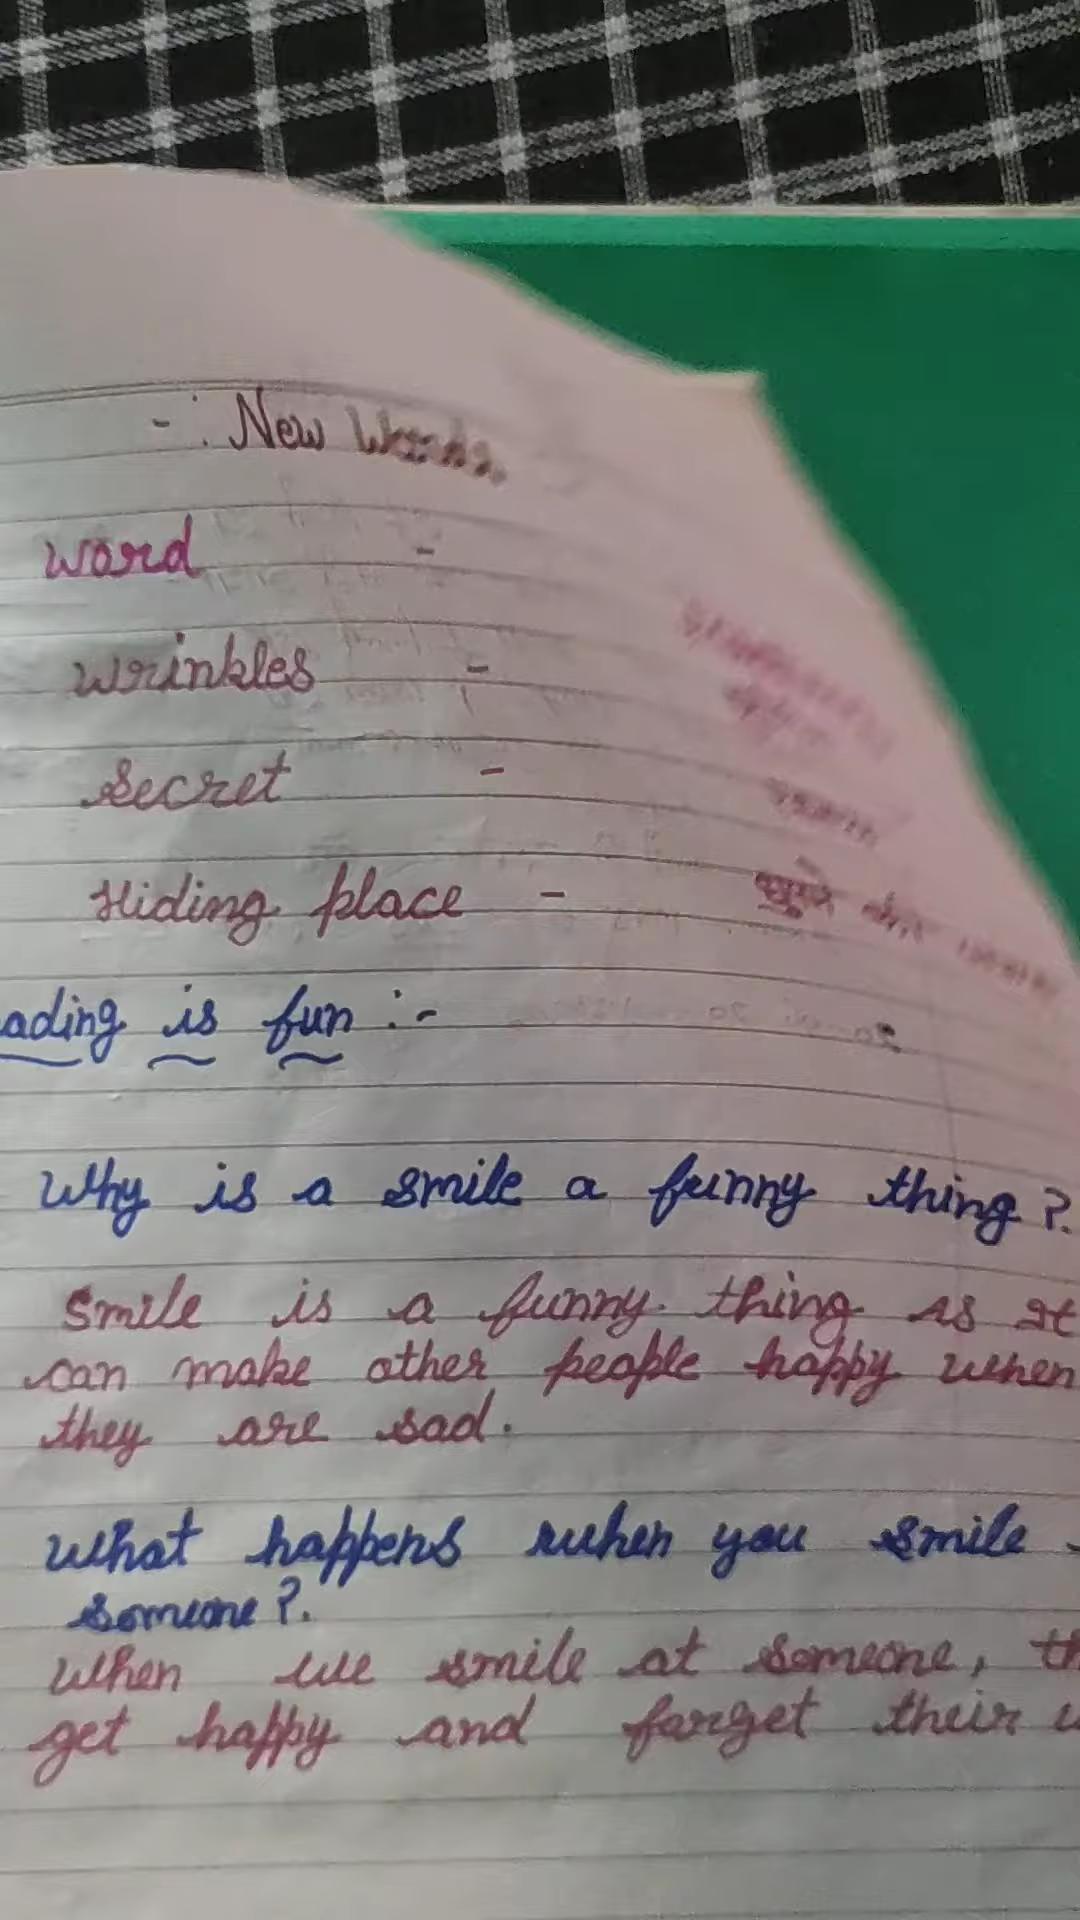 -: New Words.
word -
wrinkles -
Secret -
Hiding place - छुपने
ading is fun :-
Why is a smile a funny thing?.
Smile is a funny thing as it
can make other people happy when
they are sad.
What happens when you smile
someone?.
When we smile at someone, th
get happy and forget their